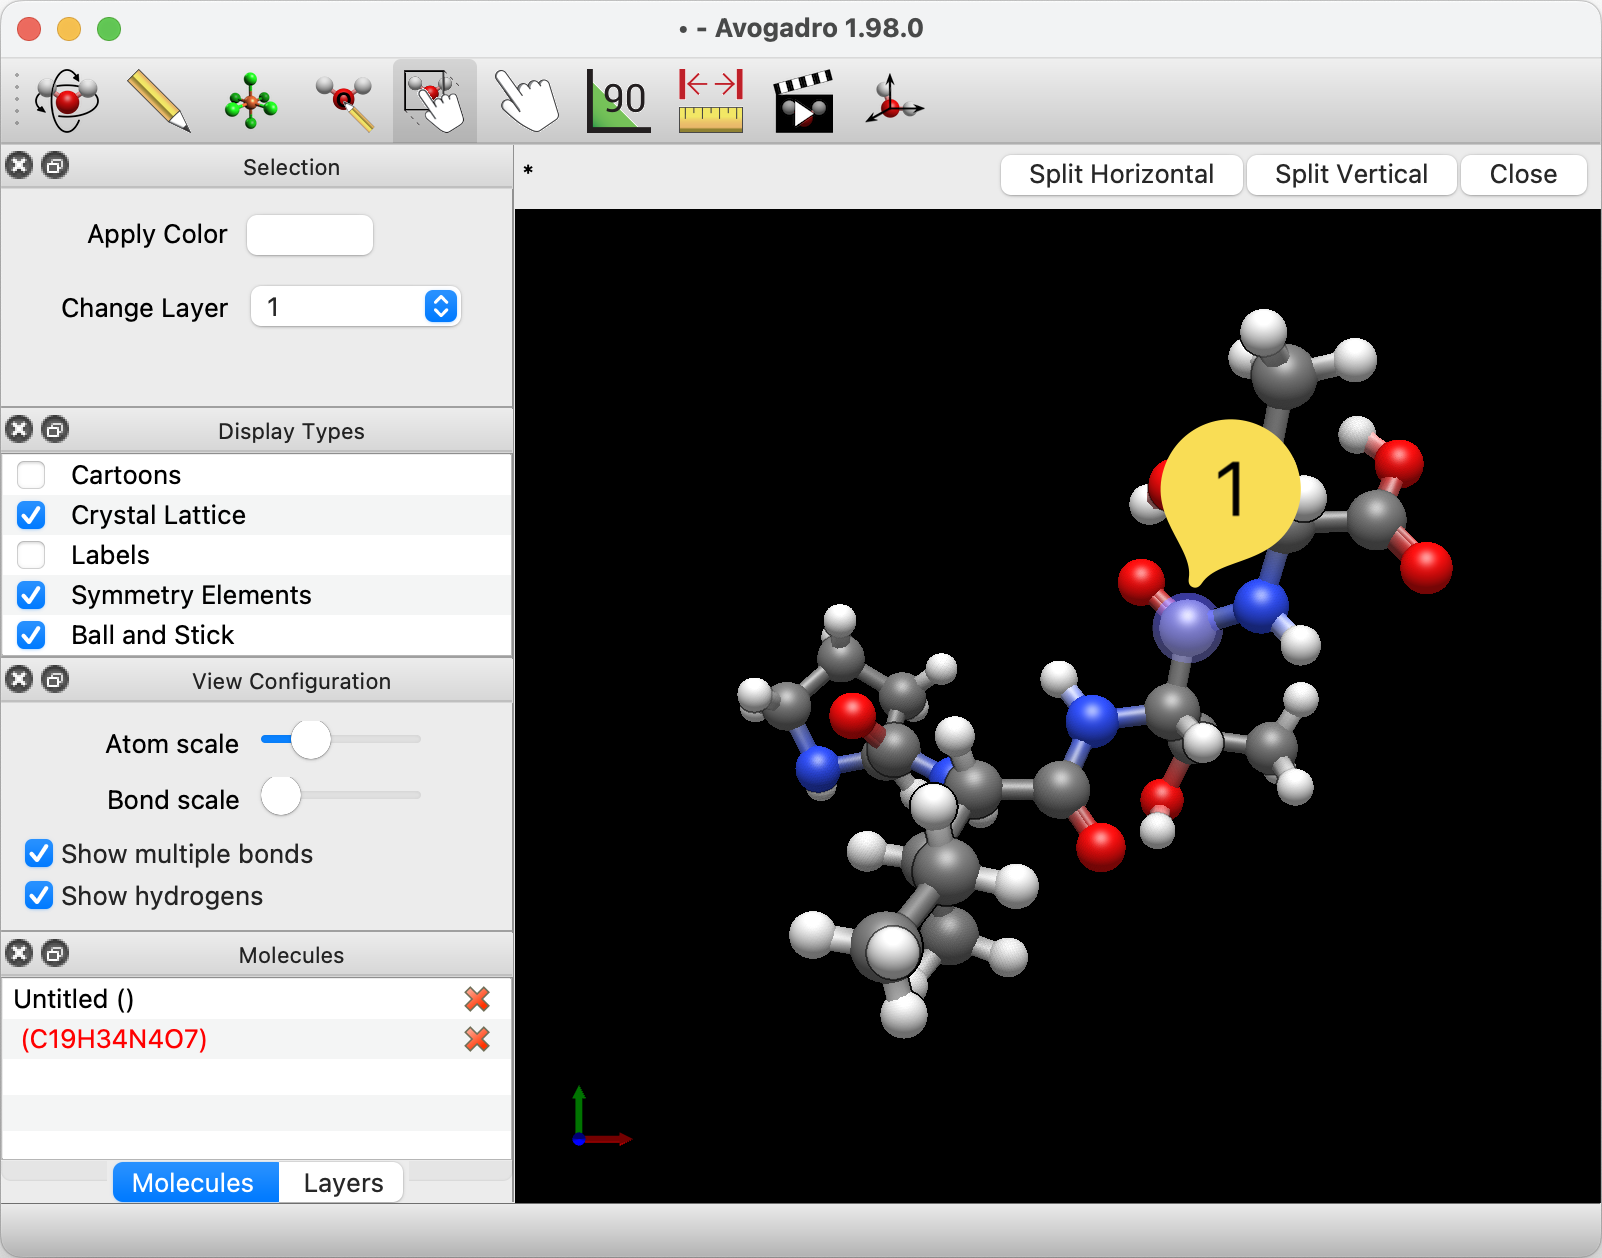 • - Avogadro 1.98.0
90
Selection
Apply Color
Change Layer 1
Display Types
Cartoons
Crystal Lattice
Labels
Symmetry Elements
Ball and Stick
View Configuration
Atom scale
Bond scale
Show multiple bonds
Show hydrogens
Molecules
Untitled ()
(C19H34N4O7)
Molecules Layers
* Split Horizontal Split Vertical Close
1